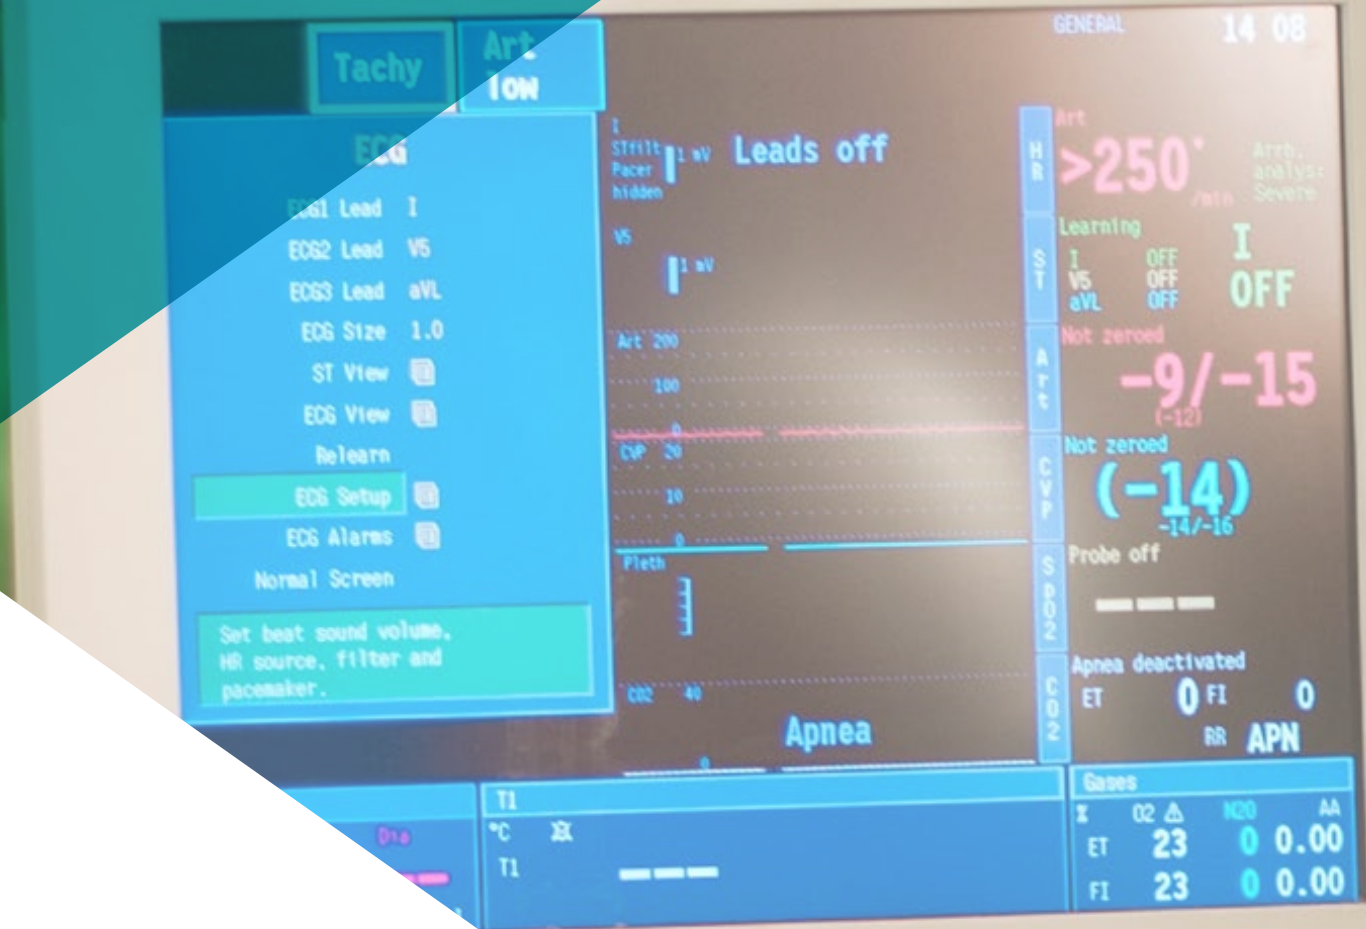 GENERAL 14 08
Tachy
Art
low
ECG
ECG1 Lead I
ECG2 Lead V5
ECG3 Lead aVL
ECG Size 1.0
ST View
ECG View
Relearn
ECG Setup
ECG Alarms
Normal Screen
Set beat sound volume,
HR source, filter and
pacemaker.
I
STfilt
Pacer
hidden
1 mV
Leads off
V5
1 mV
Art 200
100
0
CVP 20
10
0
Pleth
CO2 40
Apnea
0
HR
Art
>250*
/min
Arrh.
analys:
Severe
ST
Learning
I OFF
V5 OFF
aVL OFF
I
OFF
Art
Not zeroed
-9/-15
(-12)
CVP
Not zeroed
(-14)
-14/-16
SpO2
Probe off
CO2
Apnea deactivated
ET 0 FI 0
RR APN
Dia
T1
°C
T1
Gases
% O2 N2O AA
ET 23 0 0.00
FI 23 0 0.00